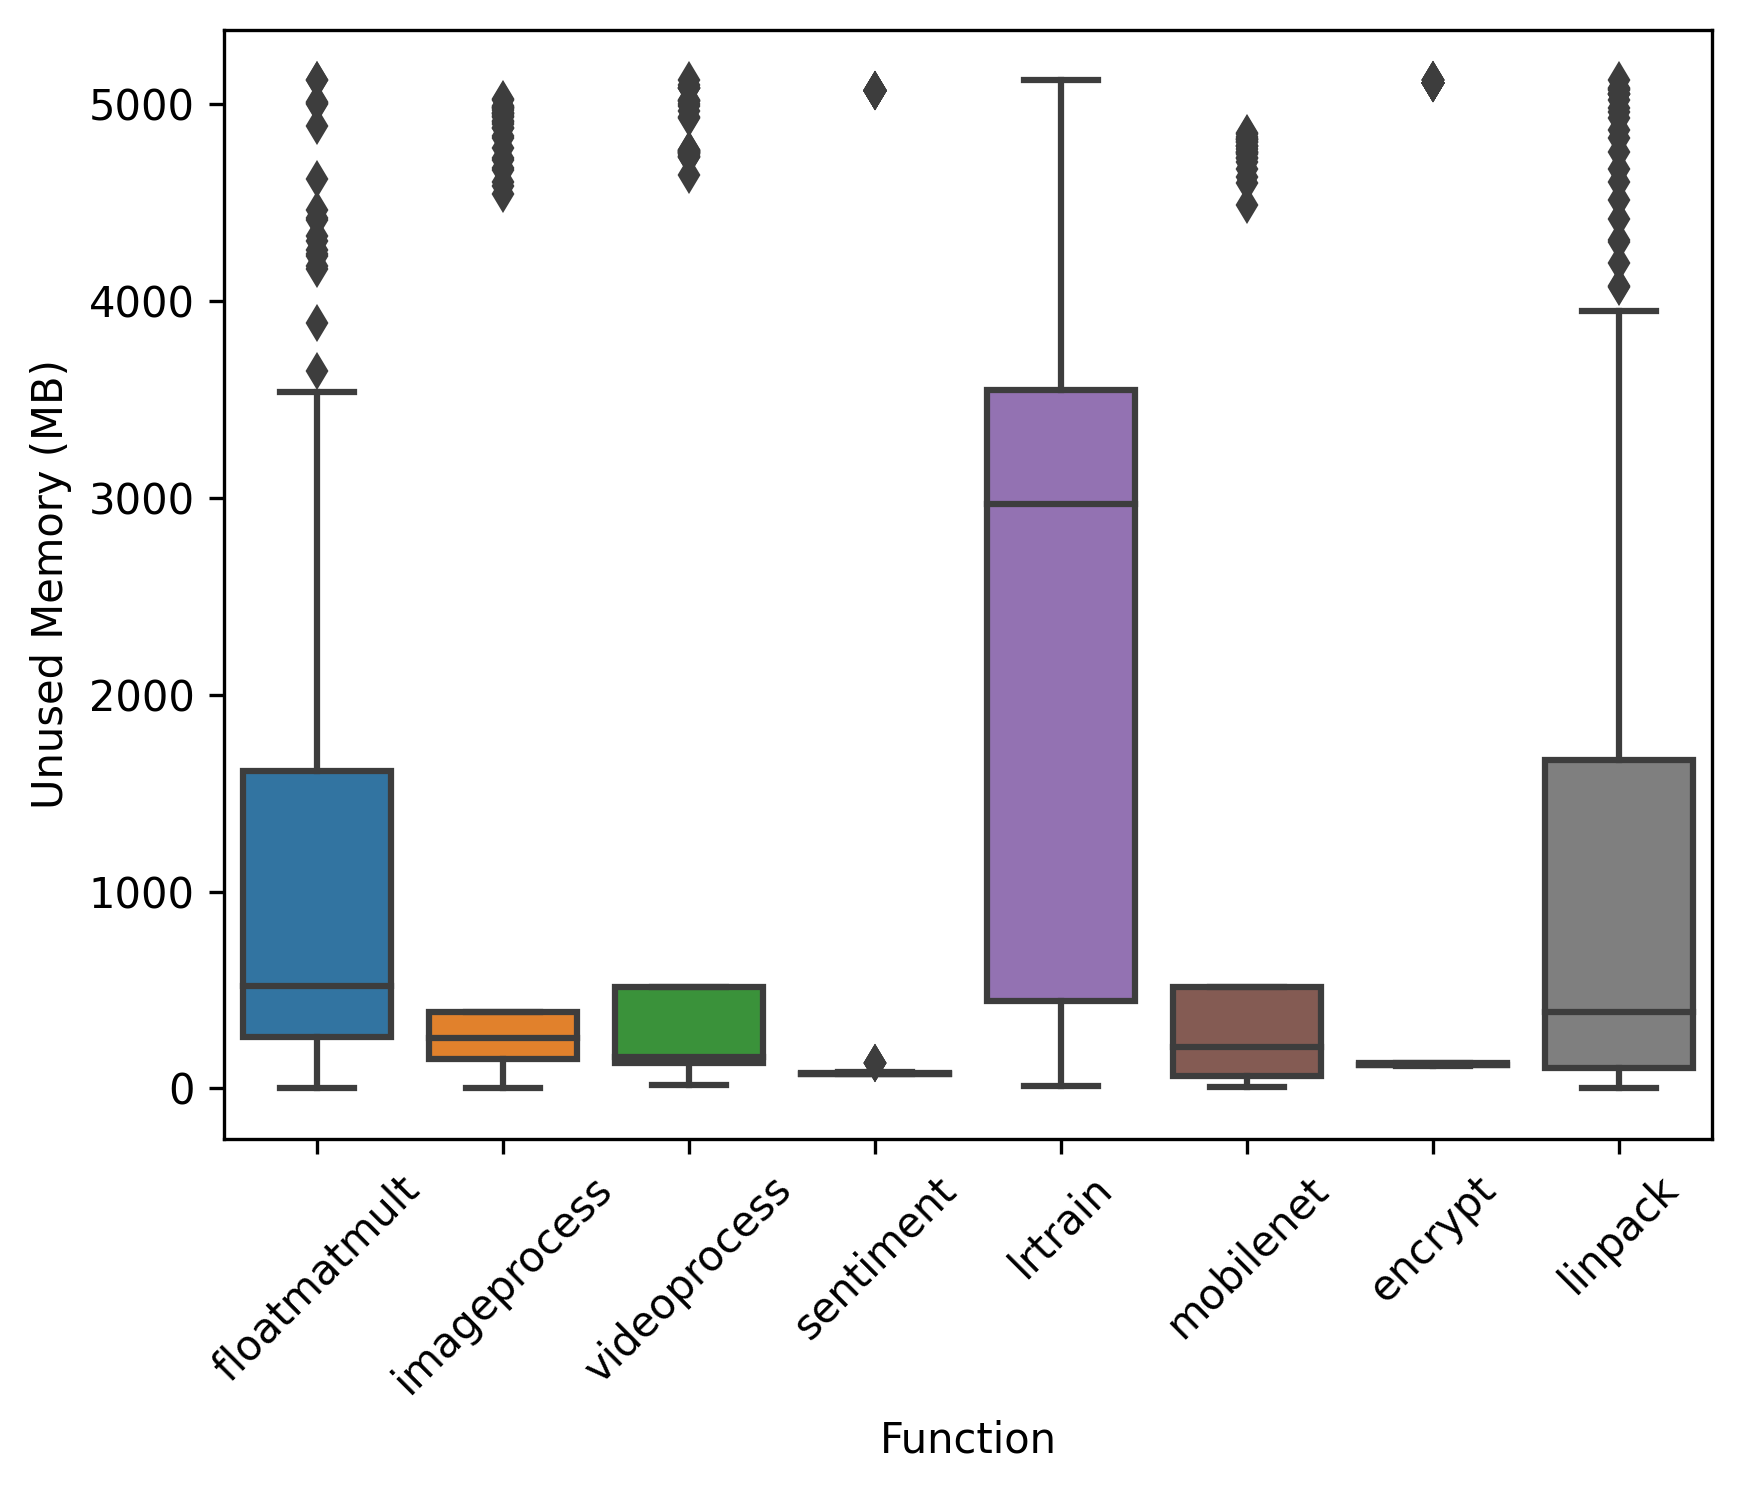 Unused Memory (MB)
5000
4000
3000
2000
1000
0
floatmatmult
imageprocess
videoprocess
sentiment
lrtrain
mobilenet
encrypt
linpack
Function